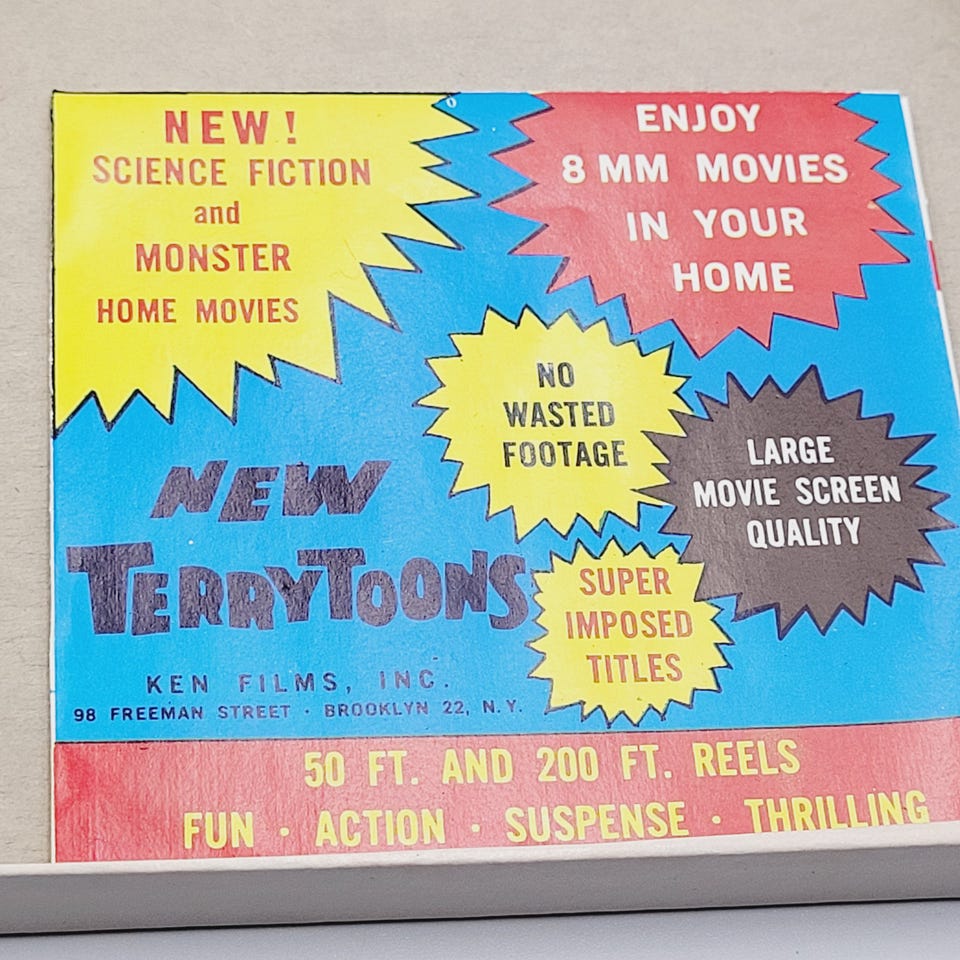 NEW!
SCIENCE FICTION
and
MONSTER
HOME MOVIES
ENJOY
8 MM MOVIES
IN YOUR
HOME
NO
WASTED
FOOTAGE
LARGE
MOVIE SCREEN
QUALITY
NEW
TERRYTOONS
SUPER
IMPOSED
TITLES
KEN FILMS, INC.
98 FREEMAN STREET · BROOKLYN 22, N.Y.
50 FT. AND 200 FT. REELS
FUN · ACTION · SUSPENSE · THRILLING